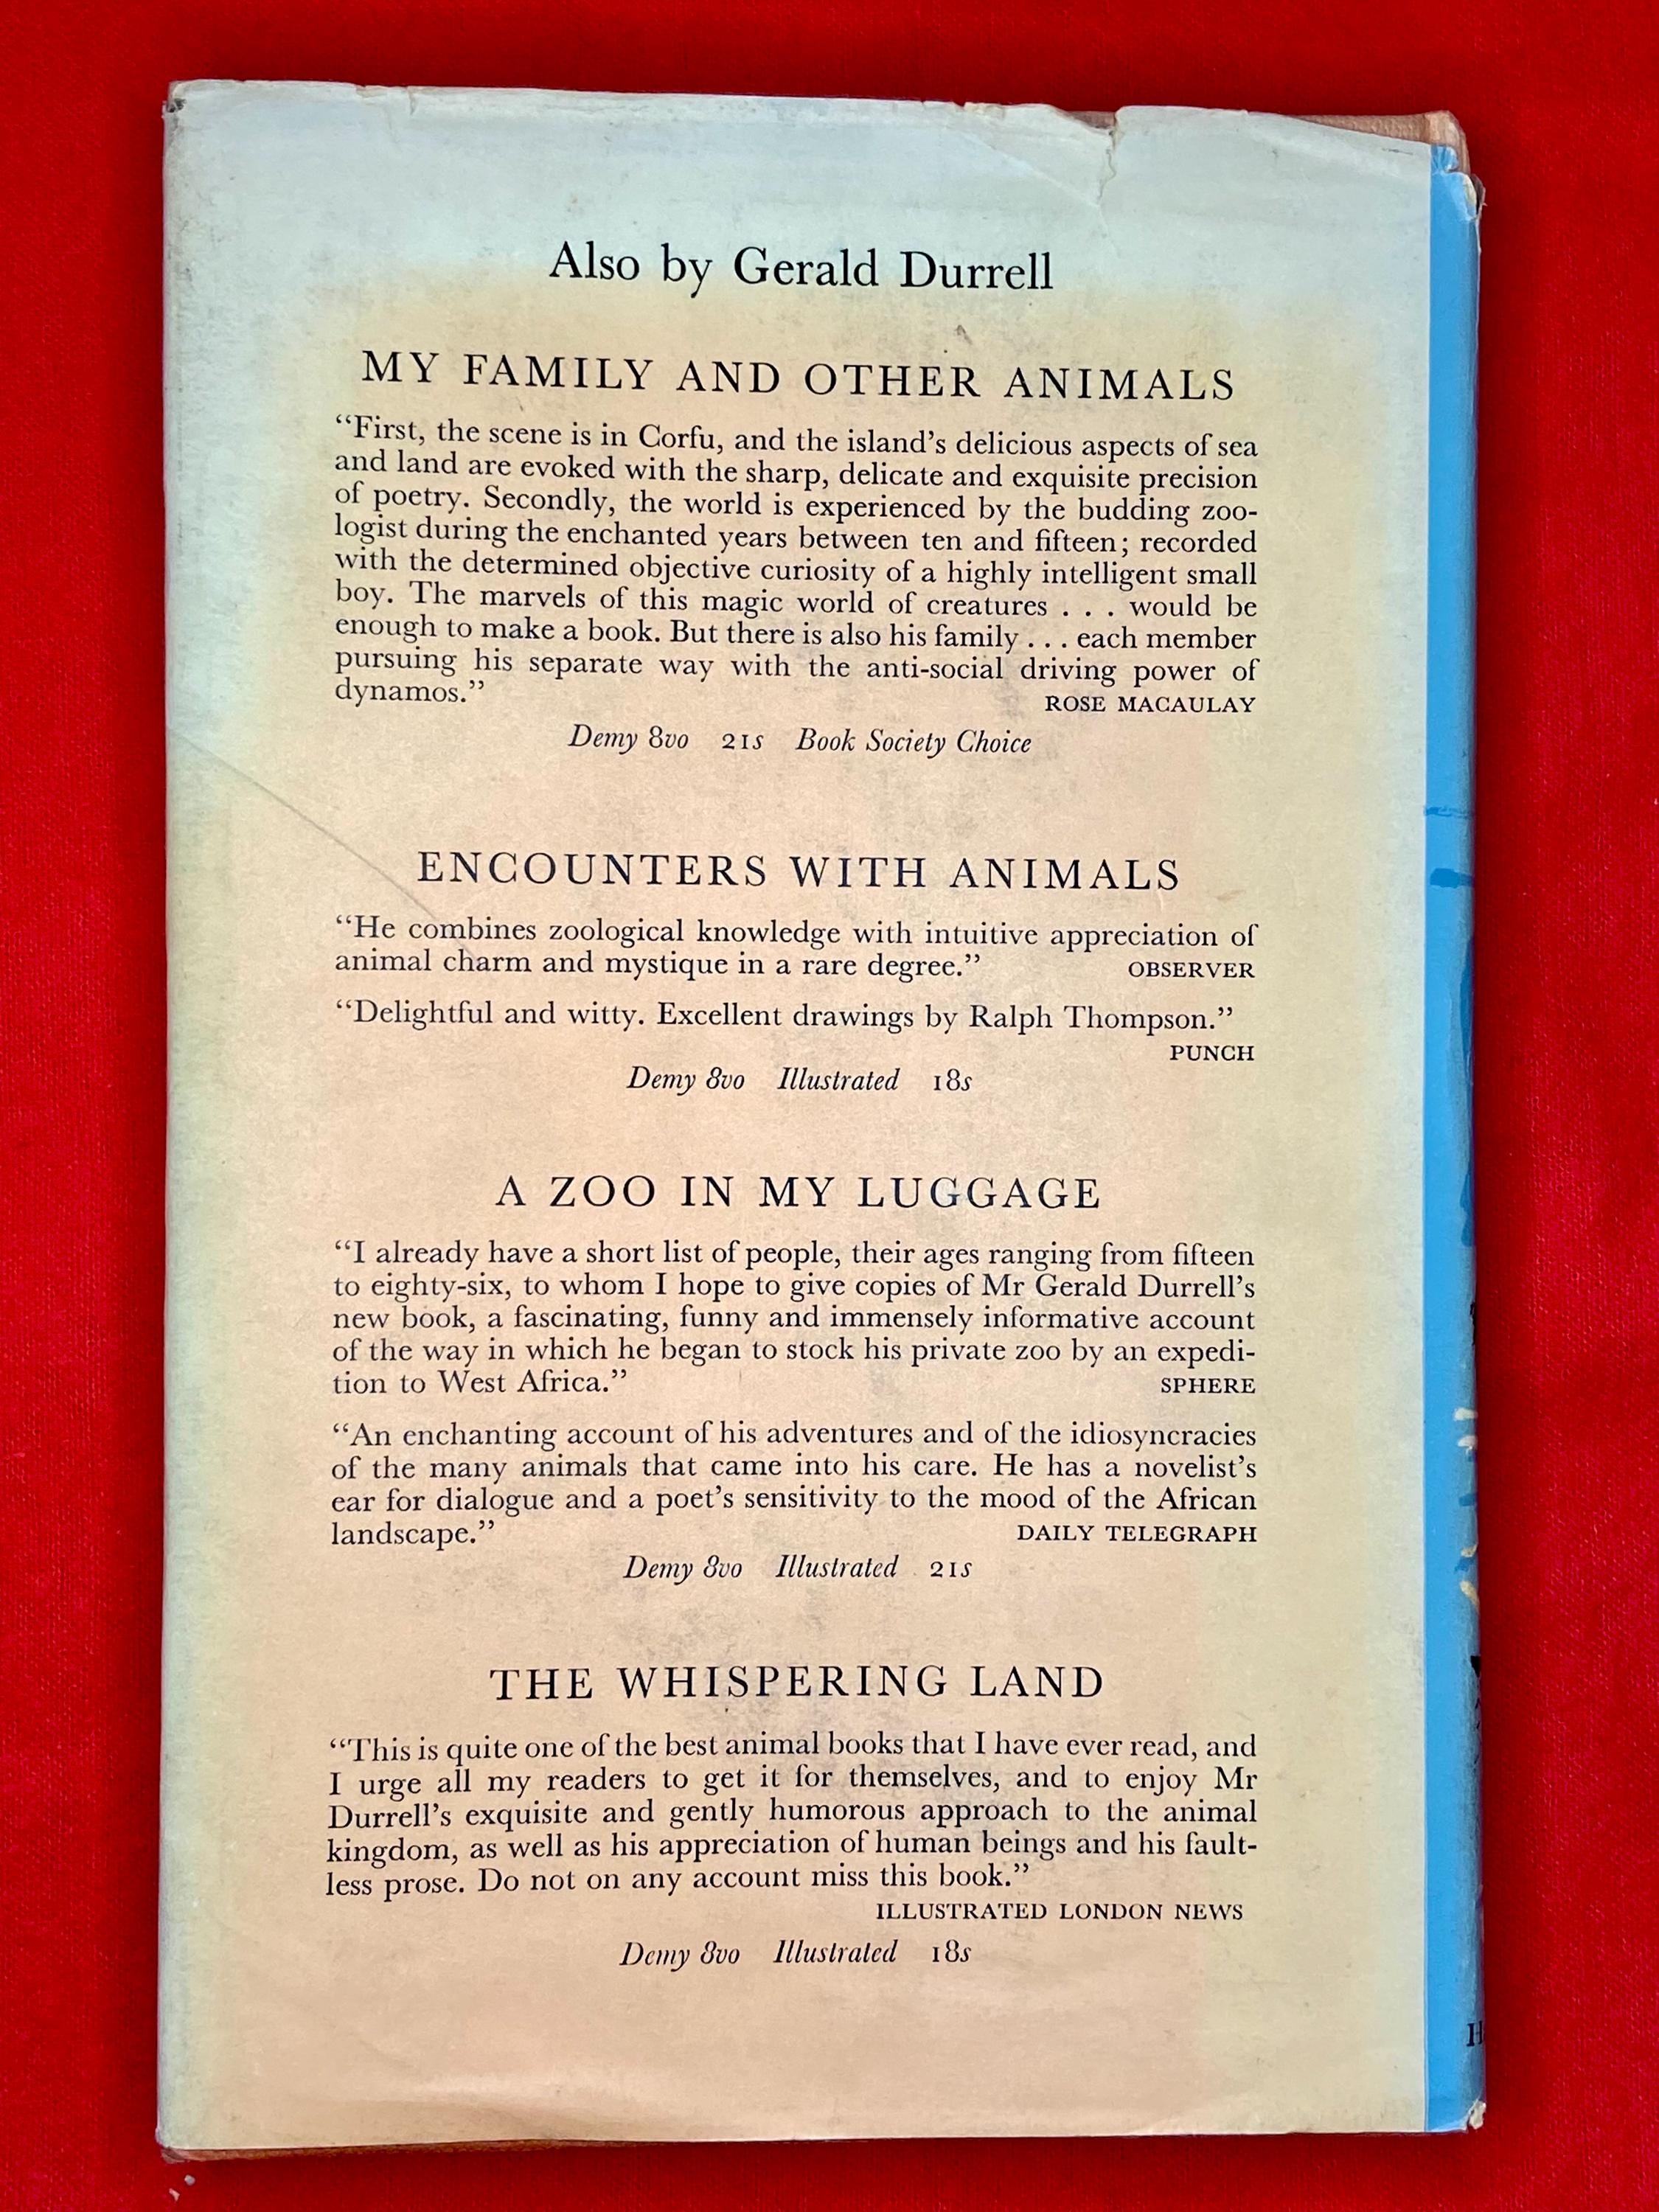 Also by Gerald Durrell
MY FAMILY AND OTHER ANIMALS
“First, the scene is in Corfu, and the island’s delicious aspects of sea
and land are evoked with the sharp, delicate and exquisite precision
of poetry. Secondly, the world is experienced by the budding zoo-
logist during the enchanted years between ten and fifteen; recorded
with the determined objective curiosity of a highly intelligent small
boy. The marvels of this magic world of creatures . . . would be
enough to make a book. But there is also his family . . . each member
pursuing his separate way with the anti-social driving power of
dynamos.” ROSE MACAULAY
Demy 8vo 21s Book Society Choice
ENCOUNTERS WITH ANIMALS
“He combines zoological knowledge with intuitive appreciation of
animal charm and mystique in a rare degree.” OBSERVER
“Delightful and witty. Excellent drawings by Ralph Thompson.”
PUNCH
Demy 8vo Illustrated 18s
A ZOO IN MY LUGGAGE
“I already have a short list of people, their ages ranging from fifteen
to eighty-six, to whom I hope to give copies of Mr Gerald Durrell’s
new book, a fascinating, funny and immensely informative account
of the way in which he began to stock his private zoo by an expedi-
tion to West Africa.” SPHERE
“An enchanting account of his adventures and of the idiosyncracies
of the many animals that came into his care. He has a novelist’s
ear for dialogue and a poet’s sensitivity to the mood of the African
landscape.” DAILY TELEGRAPH
Demy 8vo Illustrated 21s
THE WHISPERING LAND
“This is quite one of the best animal books that I have ever read, and
I urge all my readers to get it for themselves, and to enjoy Mr
Durrell’s exquisite and gently humorous approach to the animal
kingdom, as well as his appreciation of human beings and his fault-
less prose. Do not on any account miss this book.”
ILLUSTRATED LONDON NEWS
Demy 8vo Illustrated 18s